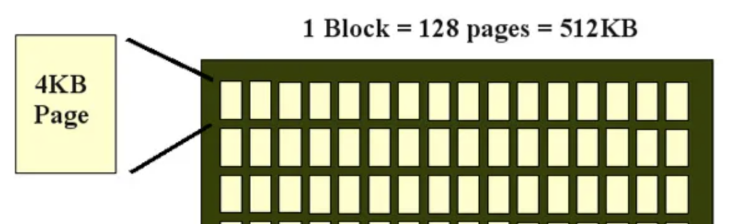 1 Block = 128 pages = 512KB
4KB
Page